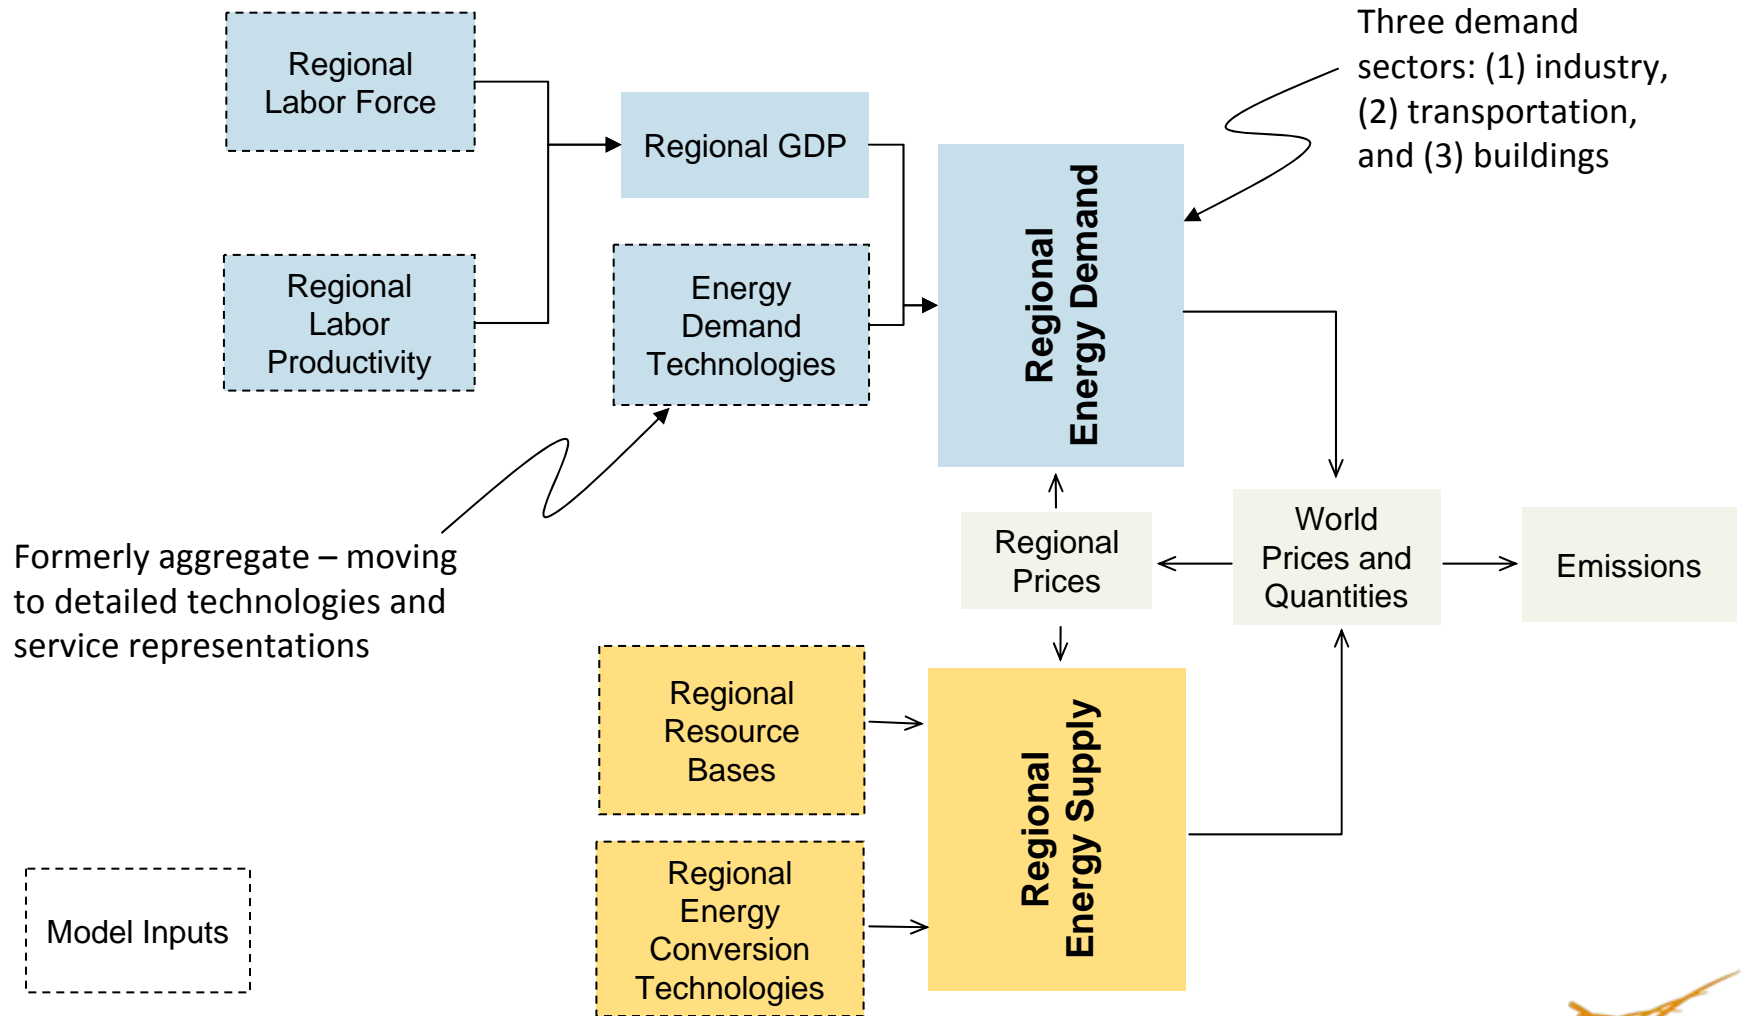 Regional
Labor Force
Regional GDP
Three demand
sectors: (1) industry,
(2) transportation,
and (3) buildings
Regional
Labor
Productivity
Energy
Demand
Technologies
Regional
Energy Demand
Formerly aggregate – moving
to detailed technologies and
service representations
Regional
Prices
World
Prices and
Quantities
Emissions
Regional
Resource
Bases
Regional
Energy Supply
Regional
Energy
Conversion
Technologies
Model Inputs